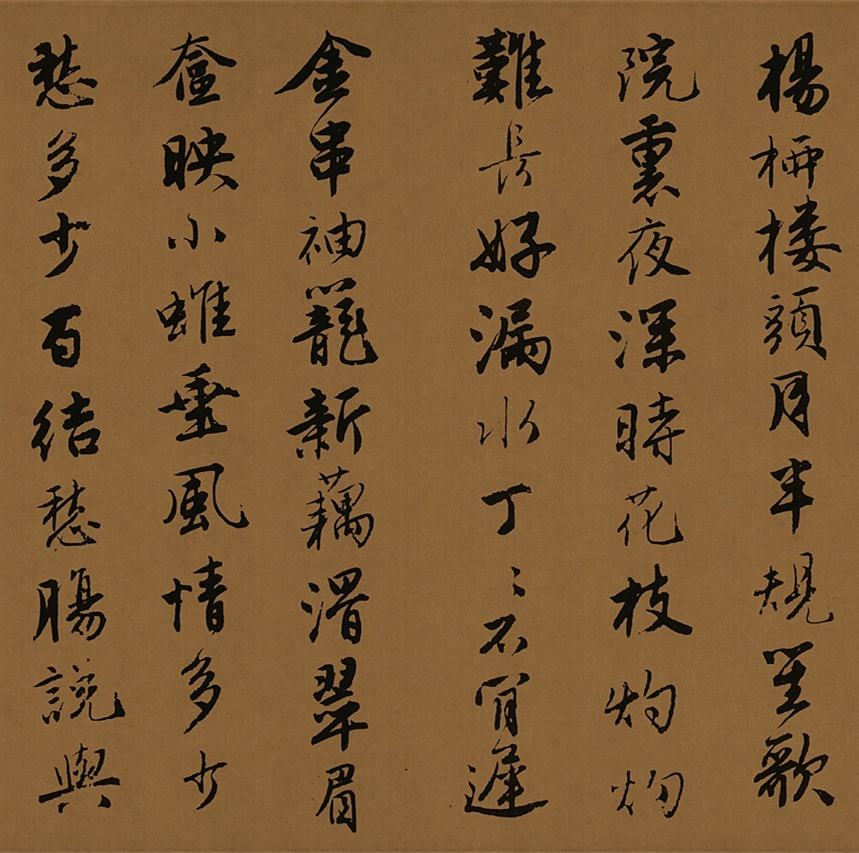 楊柳樓頭月半規笙歌
院裏夜深時花枝灼灼
難長好漏水丁〻不肯遲
金串袖籠新藕滑翠眉
奩映小蛾垂風情多少
愁多少百結愁腸說與